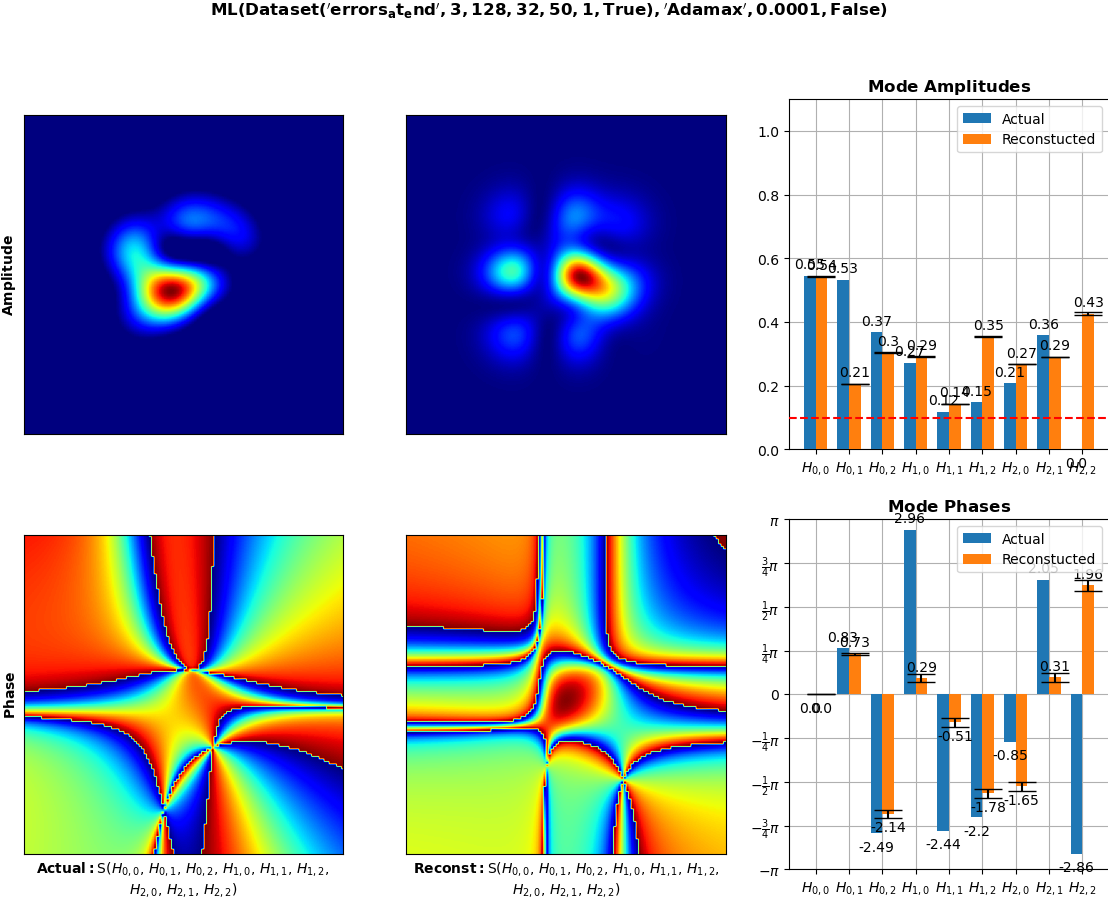 ML(Dataset('errors_at_end', 3, 128, 32, 50, 1, True), 'Adamax', 0.0001, False)
Amplitude
Mode Amplitudes
Actual
Reconstucted
1.0
0.8
0.6
0.4
0.2
0.0
0.55 0.54 0.53 0.21 0.37 0.3 0.27 0.29 0.12 0.14 0.15 0.35 0.21 0.27 0.36 0.29 0.0 0.43
H0,0 H0,1 H0,2 H1,0 H1,1 H1,2 H2,0 H2,1 H2,2
Phase
Mode Phases
Actual
Reconstucted
π
3/4π
1/2π
1/4π
0
−1/4π
−1/2π
−3/4π
−π
0.0 0.0 0.83 0.73 -2.49 -2.14 2.96 0.29 -2.44 -0.51 -2.2 -1.78 -0.85 -1.65 2.05 0.31 -2.86 1.96
H0,0 H0,1 H0,2 H1,0 H1,1 H1,2 H2,0 H2,1 H2,2
Actual: S(H0,0, H0,1, H0,2, H1,0, H1,1, H1,2,
H2,0, H2,1, H2,2)
Reconst: S(H0,0, H0,1, H0,2, H1,0, H1,1, H1,2,
H2,0, H2,1, H2,2)